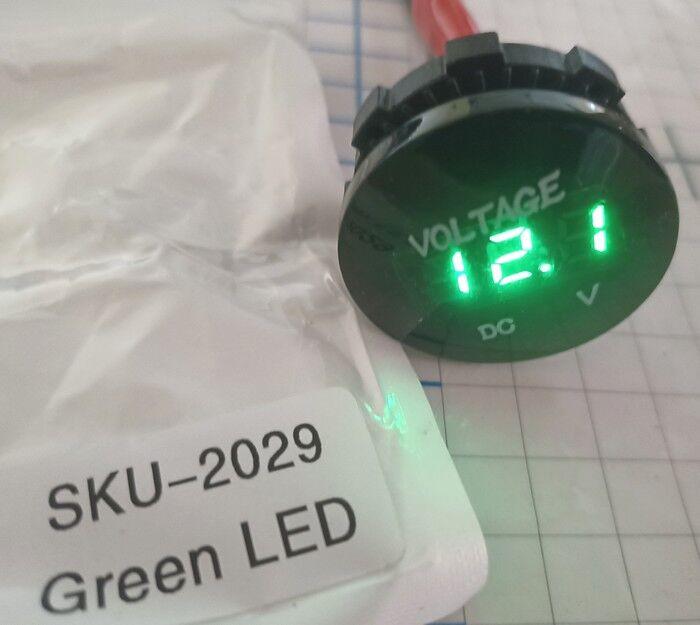 VOLTAGE
12.1
DC V
SKU-2029
Green LED